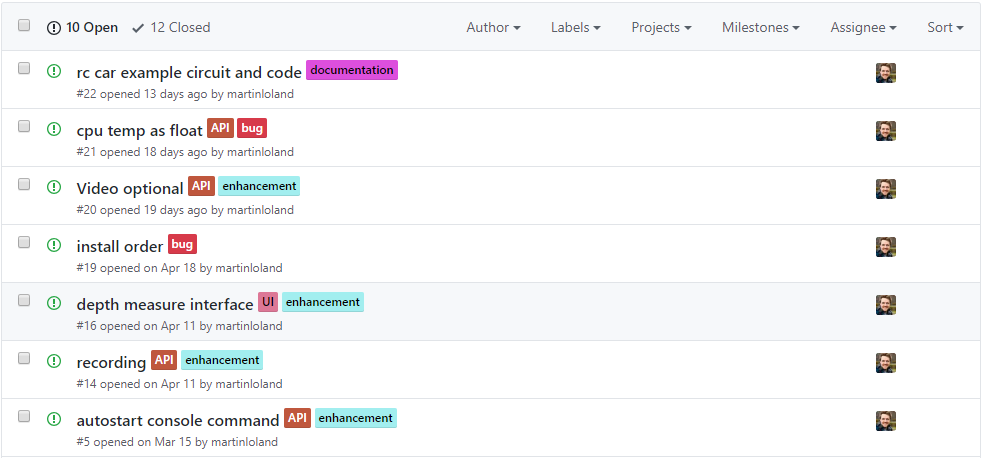 10 Open 12 Closed Author Labels Projects Milestones Assignee Sort
rc car example circuit and code documentation
#22 opened 13 days ago by martinloland
cpu temp as float API bug
#21 opened 18 days ago by martinloland
Video optional API enhancement
#20 opened 19 days ago by martinloland
install order bug
#19 opened on Apr 18 by martinloland
depth measure interface UI enhancement
#16 opened on Apr 11 by martinloland
recording API enhancement
#14 opened on Apr 11 by martinloland
autostart console command API enhancement
#5 opened on Mar 15 by martinloland